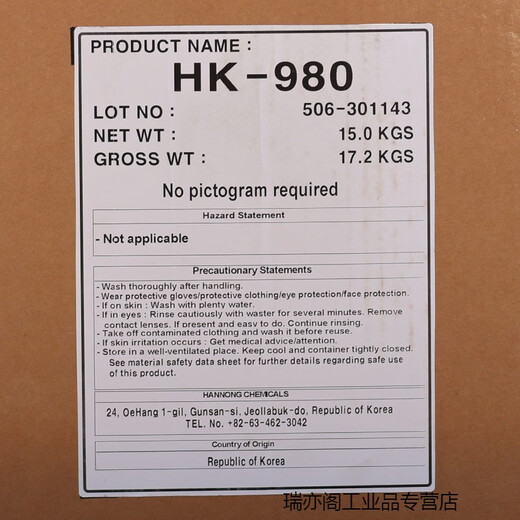 PRODUCT NAME :
HK-980
LOT NO : 506-301143
NET WT : 15.0 KGS
GROSS WT : 17.2 KGS
No pictogram required
Hazard Statement
- Not applicable
Precautionary Statements
- Wash thoroughly after handling.
- Wear protective gloves/protective clothing/eye protection/face protection.
- If on skin : Wash with plenty water.
- If in eyes : Rinse cautiously with waster for several minutes. Remove
contact lenses. If present and easy to do. Continue rinsing.
- Take off contaminated clothing and wash it before reuse.
- If skin irritation occurs : Get medical advice/attention.
- Store in a well-ventilated place. Keep cool and container tightly closed.
See material safety data sheet for further details regarding safe use
of this product.
HANNONG CHEMICALS
24, OeHang 1-gil, Gunsan-si, Jeollabuk-do, Republic of Korea
TEL. No. +82-63-462-3042
Country of Origin
Republic of Korea
瑞亦阁工业品专营店